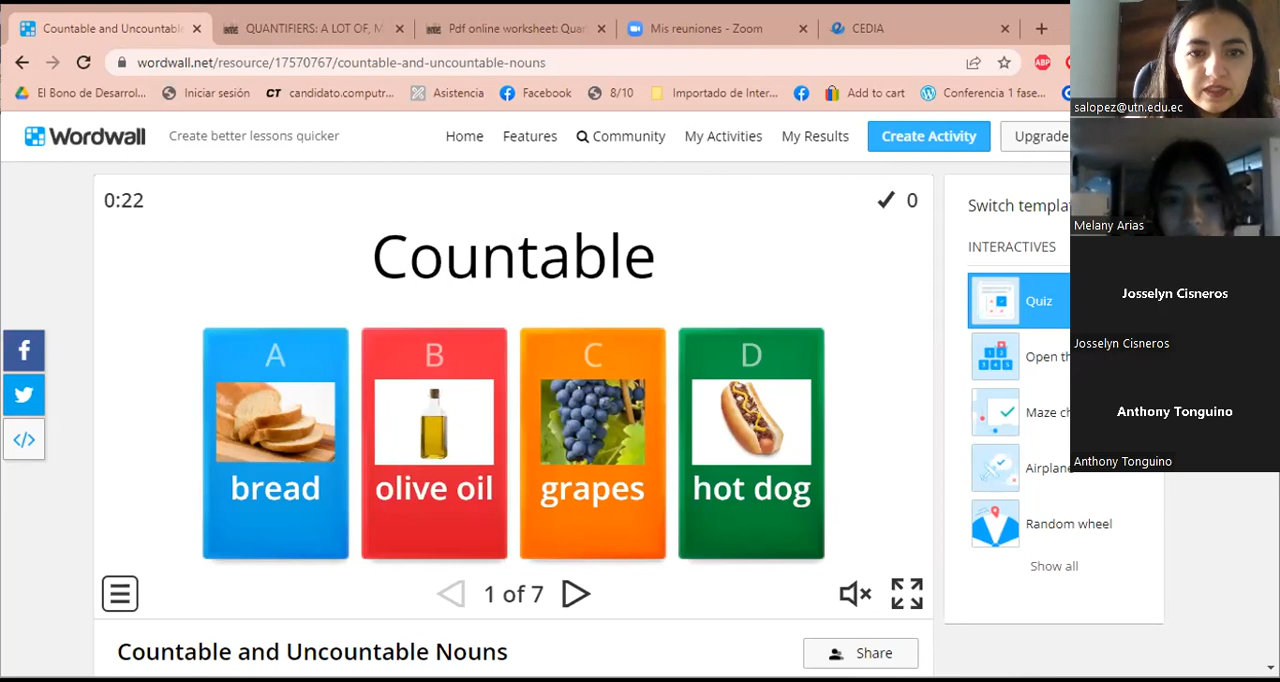 Countable and Uncountabl
QUANTIFIERS: A LOT OF, M
Pdf online worksheet: Qua
Mis reuniones - Zoom
CEDIA
wordwall.net/resource/17570767/countable-and-uncountable-nouns
ABP
El Bono de Desarrol...
Iniciar sesión
CT candidato.computr...
Asistencia
Facebook
8/10
Importado de Inter...
Add to cart
Conferencia 1 fase...
salopez@utn.edu.ec
Wordwall
Create better lessons quicker
Home
Features
Community
My Activities
My Results
Create Activity
Upgrade
0:22
0
Switch templa
INTERACTIVES
Melany Arias
Countable
Quiz
Josselyn Cisneros
Josselyn Cisneros
A
B
C
D
Open th
Maze ch
Anthony Tonguino
Anthony Tonguino
bread
olive oil
grapes
hot dog
Airplane
Random wheel
Show all
1 of 7
Countable and Uncountable Nouns
Share